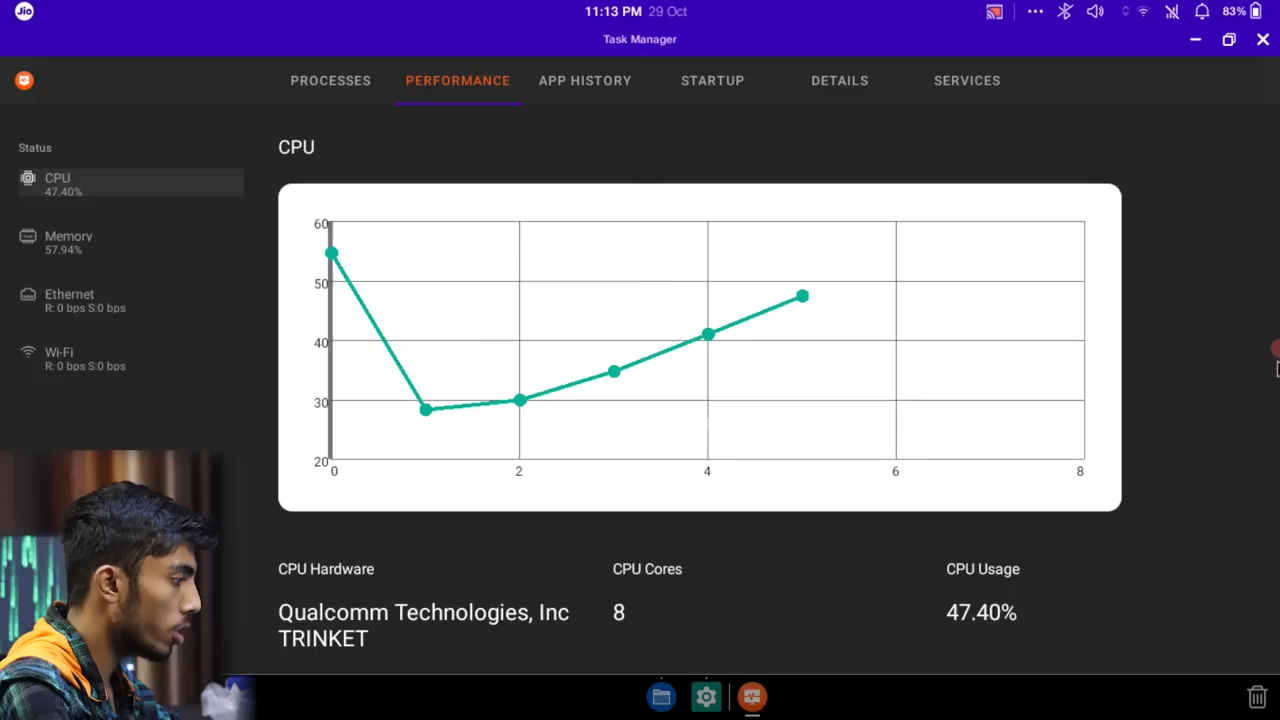 Jio
11:13 PM 29 Oct
83%
Task Manager
PROCESSES PERFORMANCE APP HISTORY STARTUP DETAILS SERVICES
Status
CPU
47.40%
Memory
57.94%
Ethernet
R: 0 bps S:0 bps
Wi-Fi
R: 0 bps S:0 bps
CPU
60
50
40
30
20
0 2 4 6 8
CPU Hardware
Qualcomm Technologies, Inc
TRINKET
CPU Cores
8
CPU Usage
47.40%